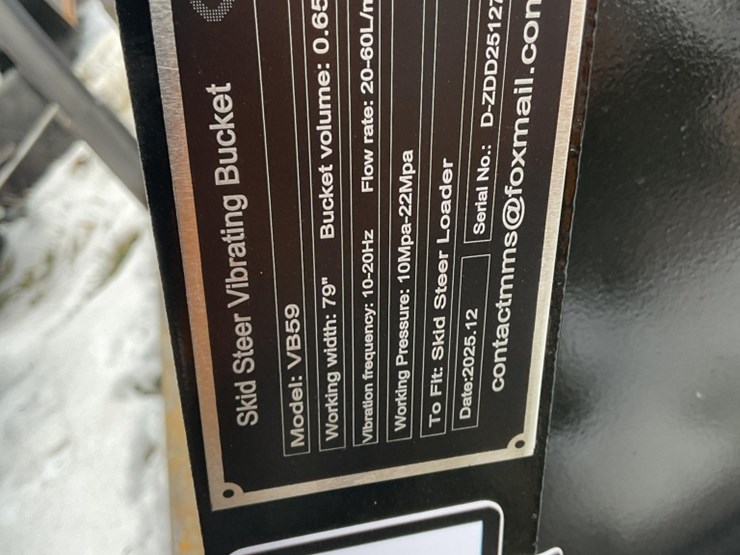 Skid Steer Vibrating Bucket
Model: VB59
Working width: 79" Bucket volume: 0.65
Vibration frequency: 10-20Hz Flow rate: 20-60L/m
Working Pressure: 10Mpa-22Mpa
To Fit: Skid Steer Loader
Date:2025.12 Serial No.: D-ZDD25127
contactmms@foxmail.com